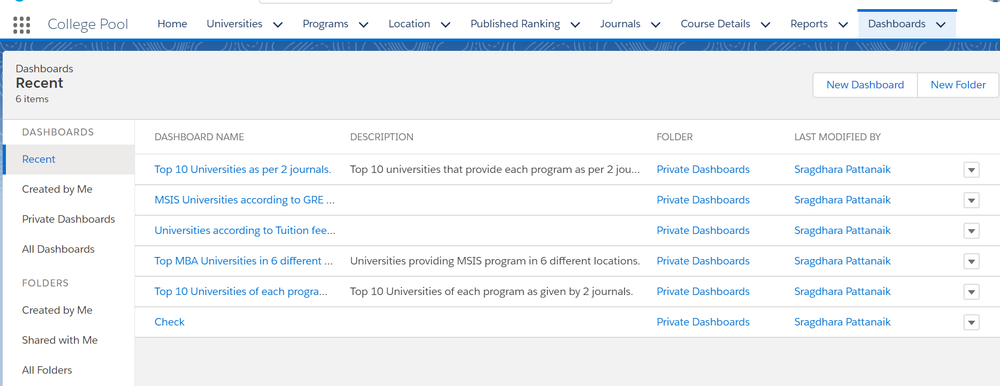 College Pool Home Universities Programs Location Published Ranking Journals Course Details Reports Dashboards
Dashboards
Recent
6 items
New Dashboard New Folder
DASHBOARDS
Recent
Created by Me
Private Dashboards
All Dashboards
FOLDERS
Created by Me
Shared with Me
All Folders
DASHBOARD NAME DESCRIPTION FOLDER LAST MODIFIED BY
Top 10 Universities as per 2 journals. Top 10 universities that provide each program as per 2 jou... Private Dashboards Sragdhara Pattanaik
MSIS Universities according to GRE ... Private Dashboards Sragdhara Pattanaik
Universities according to Tuition fee... Private Dashboards Sragdhara Pattanaik
Top MBA Universities in 6 different ... Universities providing MSIS program in 6 different locations. Private Dashboards Sragdhara Pattanaik
Top 10 Universities of each progra... Top 10 Universities of each program as given by 2 journals. Private Dashboards Sragdhara Pattanaik
Check Private Dashboards Sragdhara Pattanaik